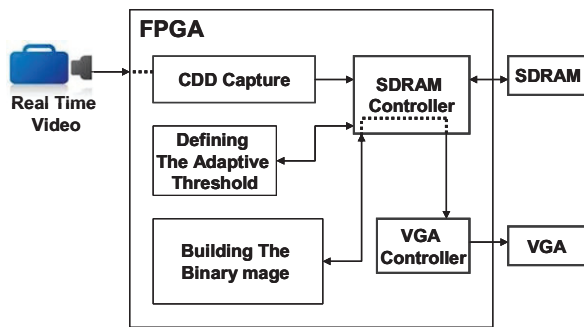 FPGA
Real Time
Video
CDD Capture
SDRAM
Controller
SDRAM
Defining
The Adaptive
Threshold
Building The
Binary mage
VGA
Controller
VGA